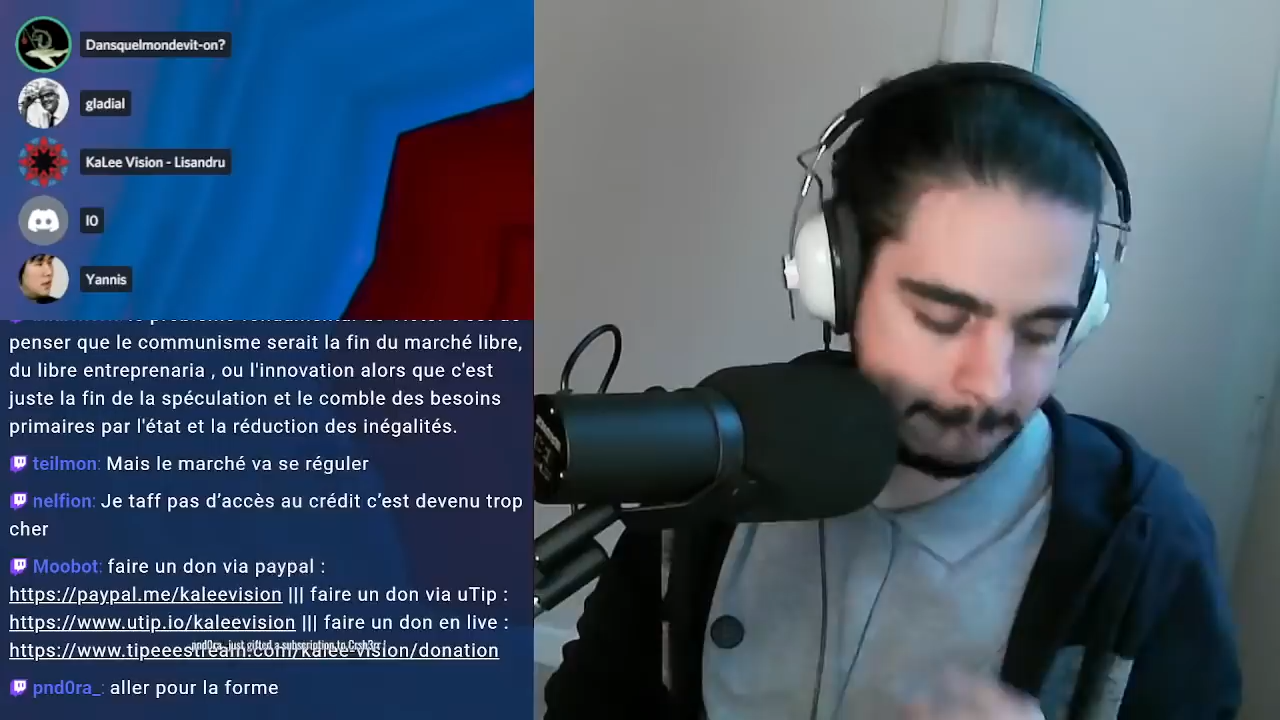 Dansquelmondevit-on?
gladial
KaLee Vision - Lisandru
IO
Yannis
penser que le communisme serait la fin du marché libre,
du libre entreprenaria , ou l'innovation alors que c'est
juste la fin de la spéculation et le comble des besoins
primaires par l'état et la réduction des inégalités.
teilmon: Mais le marché va se réguler
nelfion: Je taff pas d’accès au crédit c’est devenu trop
cher
Moobot: faire un don via paypal :
https://paypal.me/kaleevision ||| faire un don via uTip :
https://www.utip.io/kaleevision ||| faire un don en live :
pnd0ra_ just gifted a subscription to
https://www.tipeeestream.com/kalee-vision/donation
pnd0ra_: aller pour la forme